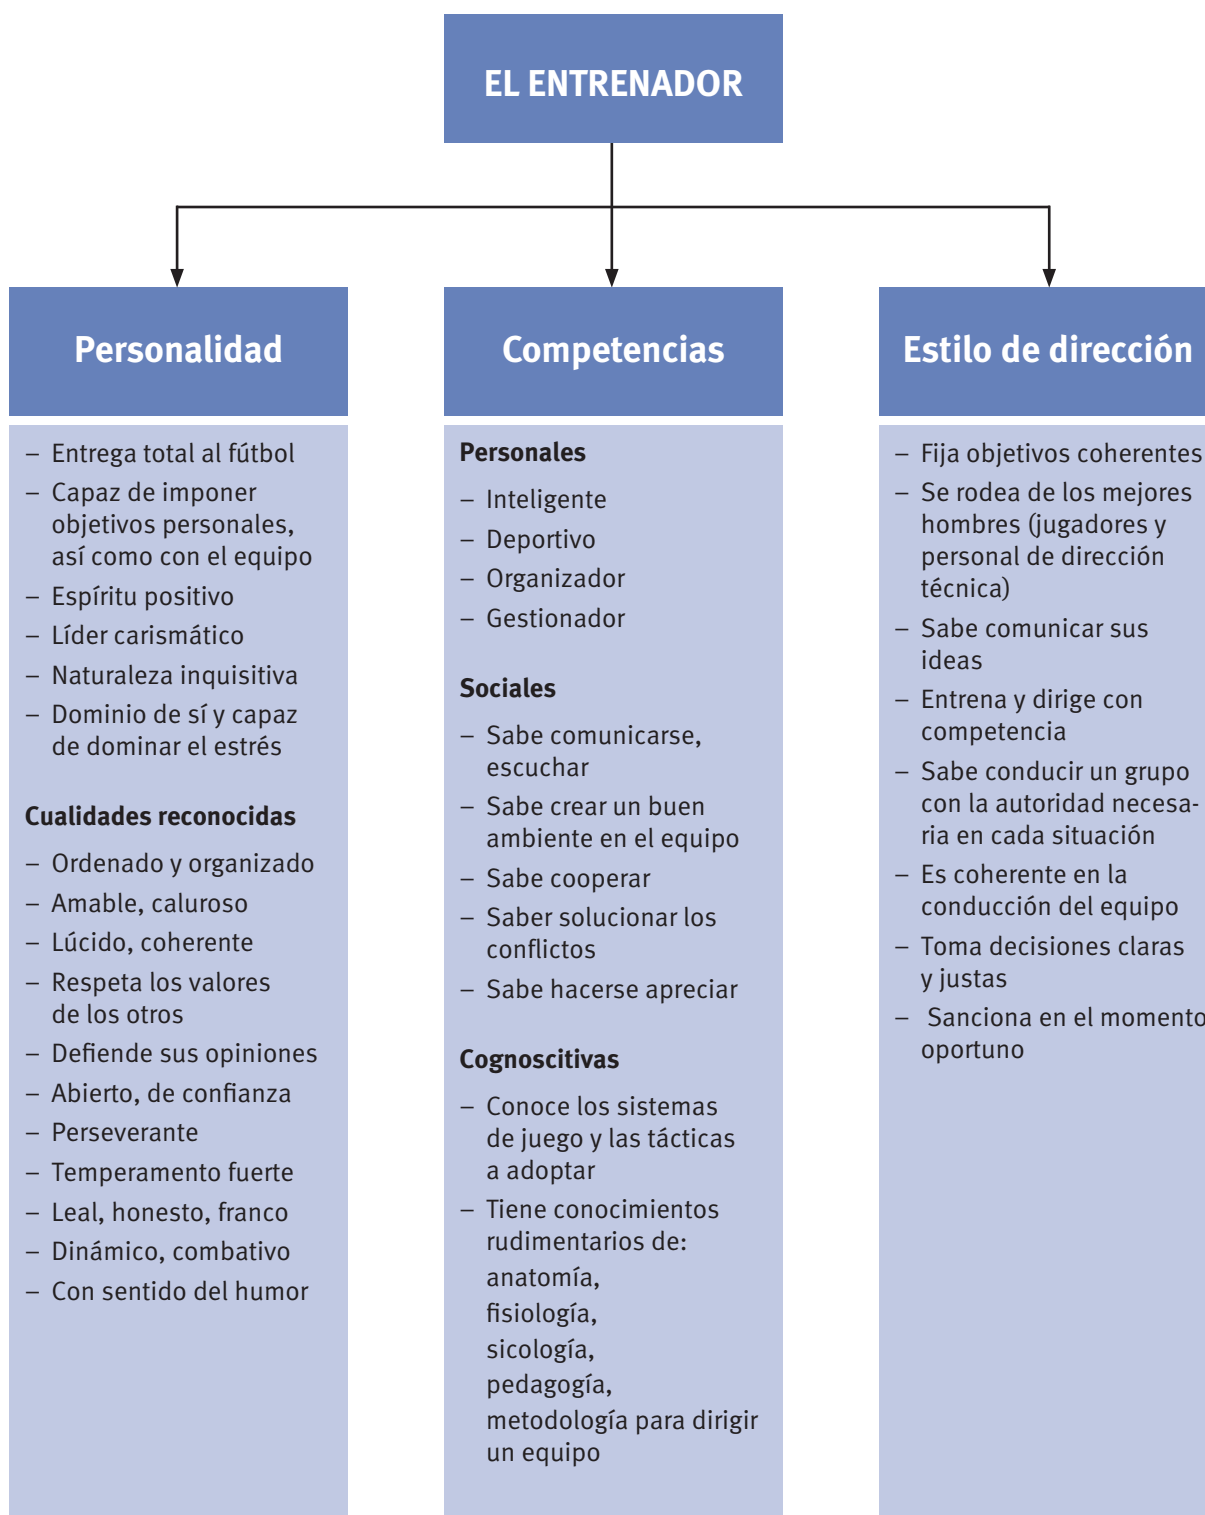 EL ENTRENADOR
Personalidad
– Entrega total al fútbol
– Capaz de imponer
objetivos personales,
así como con el equipo
– Espíritu positivo
– Líder carismático
– Naturaleza inquisitiva
– Dominio de sí y capaz
de dominar el estrés
Cualidades reconocidas
– Ordenado y organizado
– Amable, caluroso
– Lúcido, coherente
– Respeta los valores
de los otros
– Defiende sus opiniones
– Abierto, de confianza
– Perseverante
– Temperamento fuerte
– Leal, honesto, franco
– Dinámico, combativo
– Con sentido del humor
Competencias
Personales
– Inteligente
– Deportivo
– Organizador
– Gestionador
Sociales
– Sabe comunicarse,
escuchar
– Sabe crear un buen
ambiente en el equipo
– Sabe cooperar
– Saber solucionar los
conflictos
– Sabe hacerse apreciar
Cognoscitivas
– Conoce los sistemas
de juego y las tácticas
a adoptar
– Tiene conocimientos
rudimentarios de:
anatomía,
fisiología,
sicología,
pedagogía,
metodología para dirigir
un equipo
Estilo de dirección
– Fija objetivos coherentes
– Se rodea de los mejores
hombres (jugadores y
personal de dirección
técnica)
– Sabe comunicar sus
ideas
– Entrena y dirige con
competencia
– Sabe conducir un grupo
con la autoridad necesa-
ria en cada situación
– Es coherente en la
conducción del equipo
– Toma decisiones claras
y justas
– Sanciona en el momento
oportuno